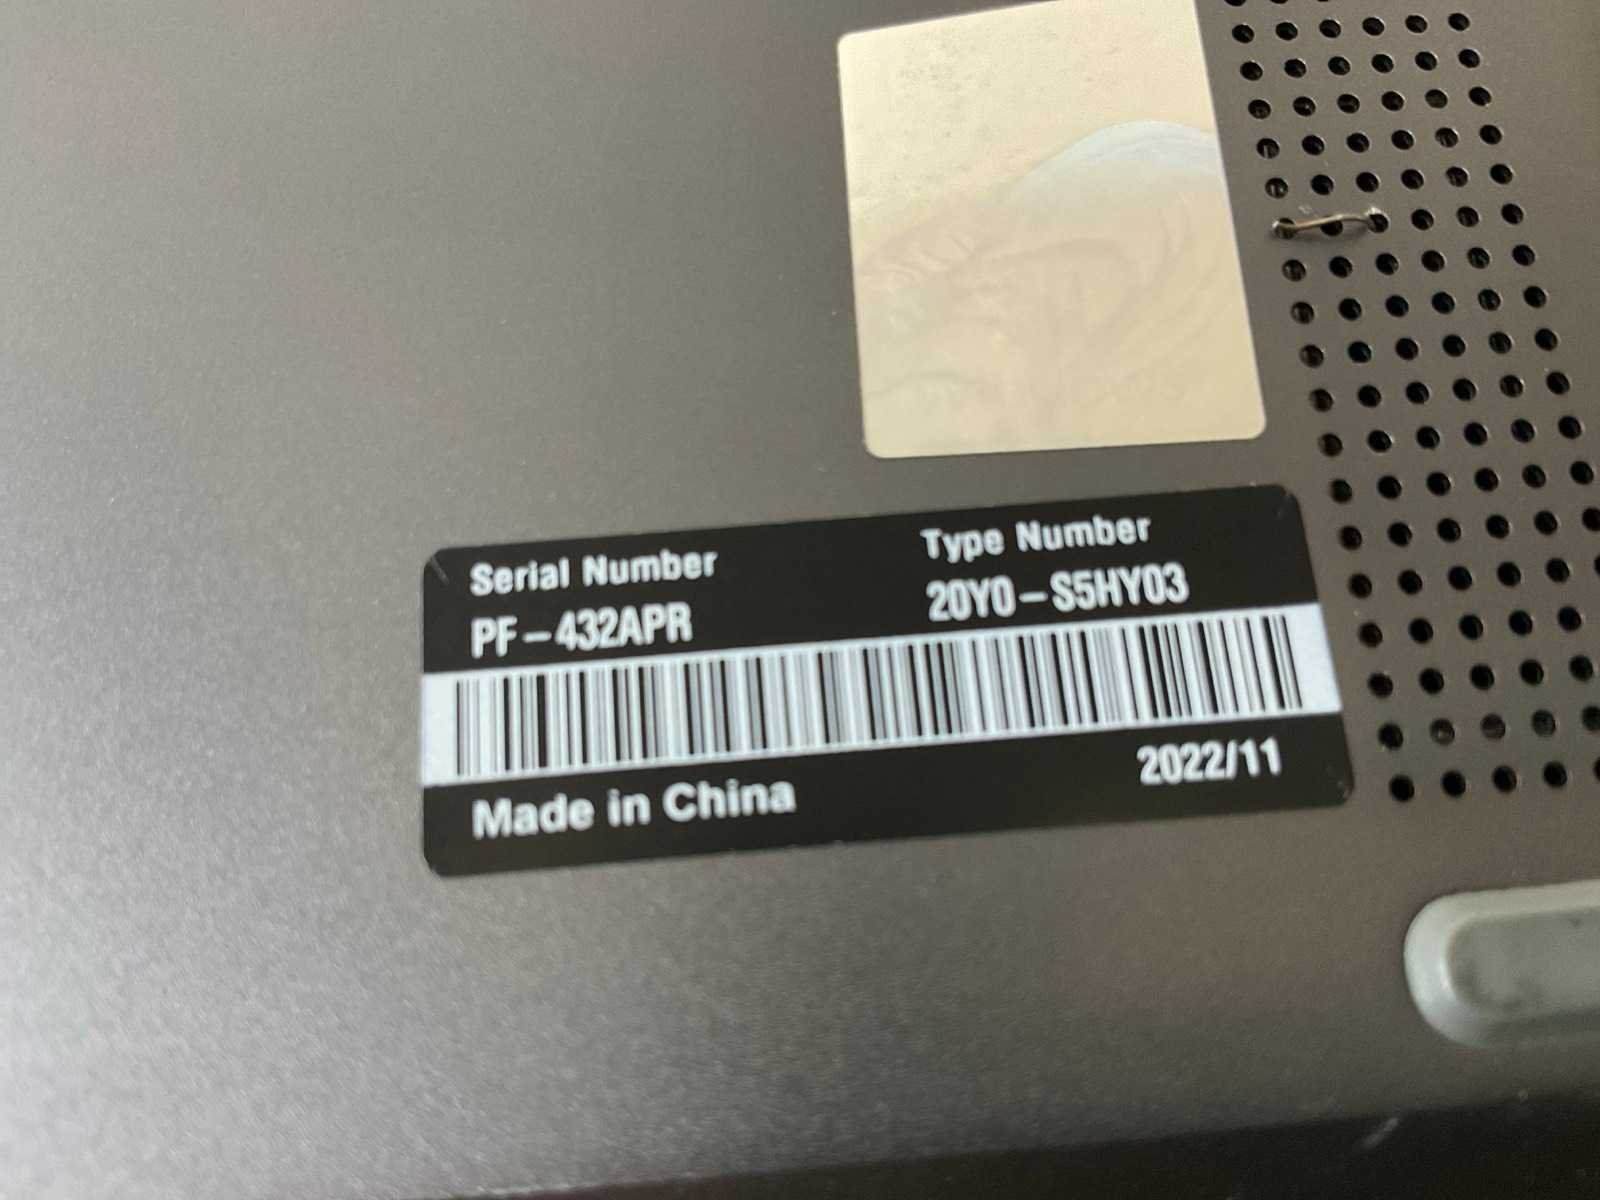 Serial Number
PF-432APR
Type Number
20Y0-S5HY03
Made in China
2022/11